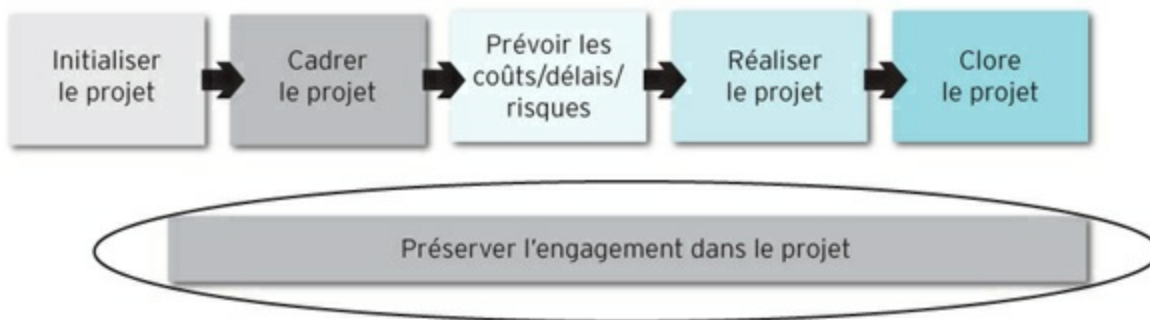 Initialiser
le projet
Cadrer
le projet
Prévoir les
coûts/délais/
risques
Réaliser
le projet
Clore
le projet
Préserver l'engagement dans le projet